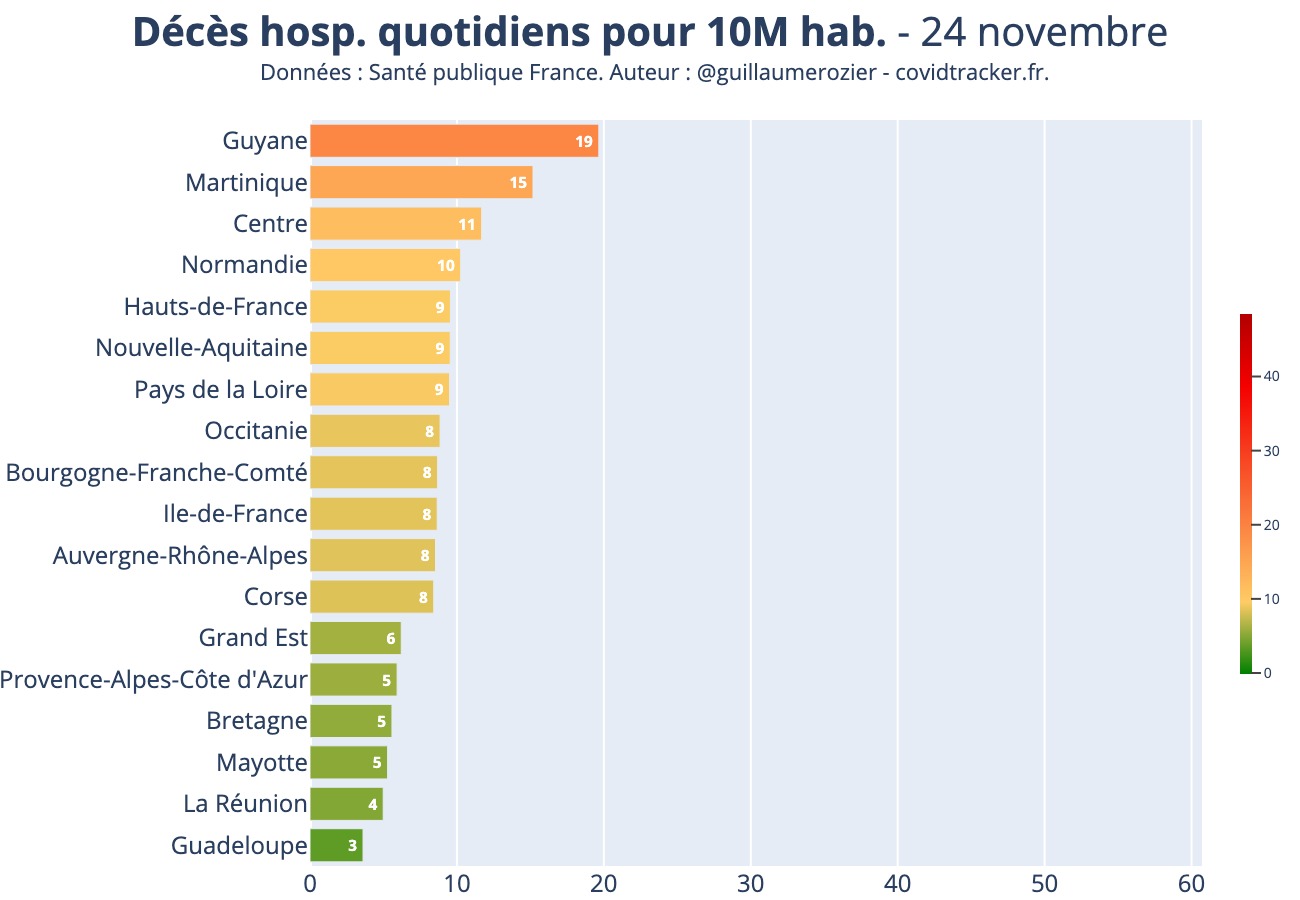 Décès hosp. quotidiens pour 10M hab. - 24 novembre
Données : Santé publique France. Auteur : @guillaumerozier - covidtracker.fr.
Guyane 19
Martinique 15
Centre 11
Normandie 10
Hauts-de-France 9
Nouvelle-Aquitaine 9
Pays de la Loire 9
Occitanie 8
Bourgogne-Franche-Comté 8
Ile-de-France 8
Auvergne-Rhône-Alpes 8
Corse 8
Grand Est 6
Provence-Alpes-Côte d'Azur 5
Bretagne 5
Mayotte 5
La Réunion 4
Guadeloupe 3
0 10 20 30 40 50 60
40
30
20
10
0